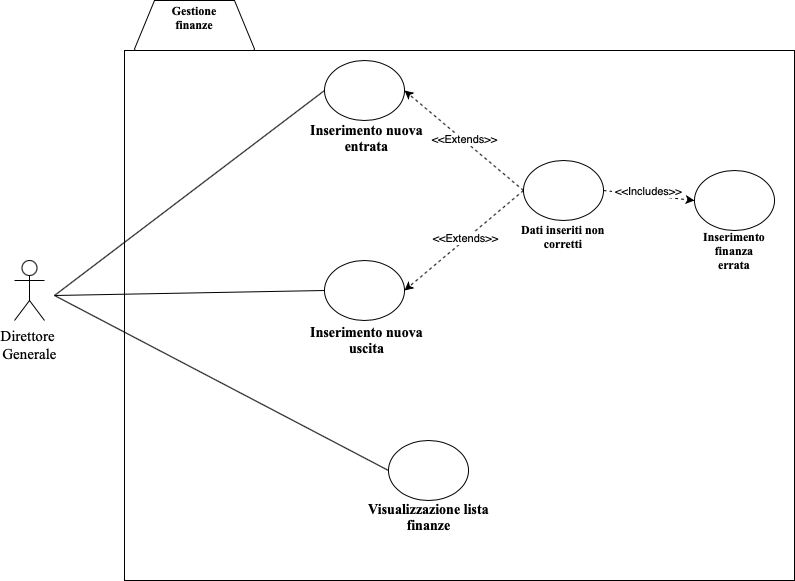 Gestione
finanze
Inserimento nuova
entrata
<<Extends>>
Dati inseriti non
corretti
<<Includes>>
Inserimento
finanza
errata
<<Extends>>
Inserimento nuova
uscita
Direttore
Generale
Visualizzazione lista
finanze